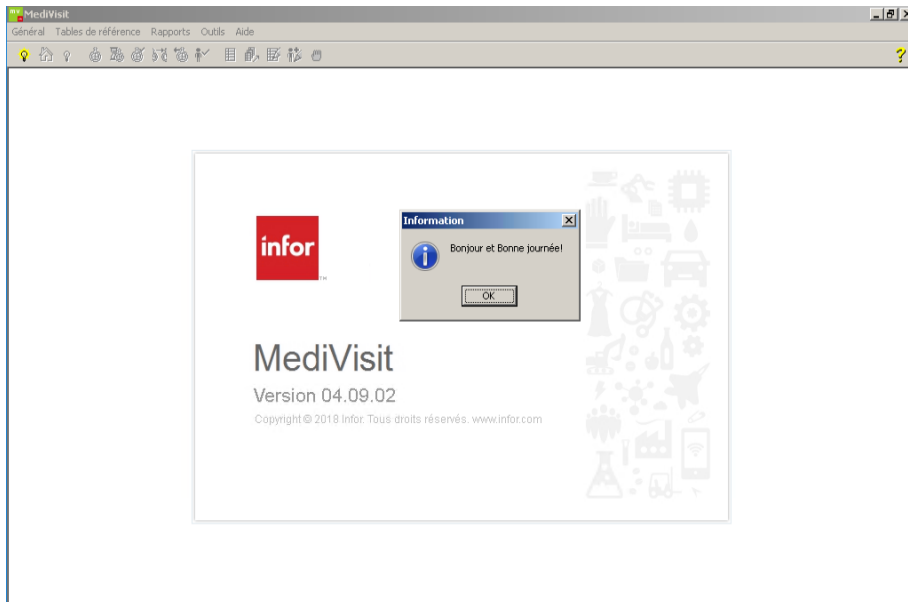 MediVisit
Général Tables de référence Rapports Outils Aide
Information
Bonjour et Bonne journée!
OK
infor
TM
MediVisit
Version 04.09.02
Copyright © 2018 Infor. Tous droits réservés. www.infor.com